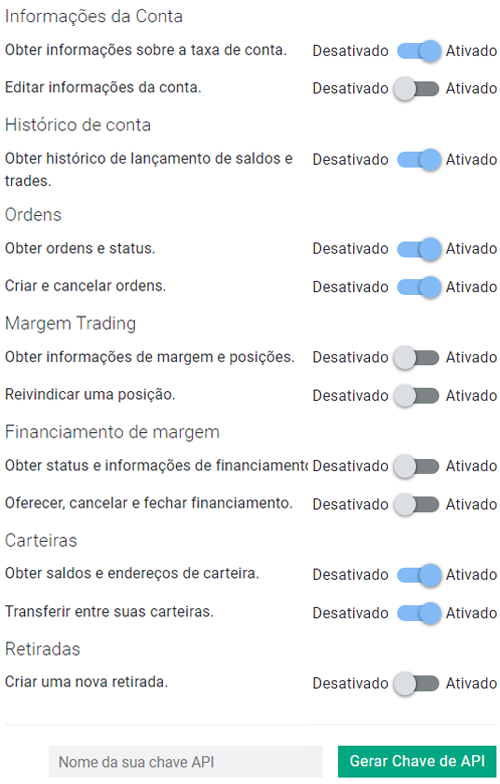 Informações da Conta
Obter informações sobre a taxa de conta. Desativado Ativado
Editar informações da conta. Desativado Ativado
Histórico de conta
Obter histórico de lançamento de saldos e Desativado Ativado
trades.
Ordens
Obter ordens e status. Desativado Ativado
Criar e cancelar ordens. Desativado Ativado
Margem Trading
Obter informações de margem e posições. Desativado Ativado
Reivindicar uma posição. Desativado Ativado
Financiamento de margem
Obter status e informações de financiamento Desativado Ativado
Oferecer, cancelar e fechar financiamento. Desativado Ativado
Carteiras
Obter saldos e endereços de carteira. Desativado Ativado
Transferir entre suas carteiras. Desativado Ativado
Retiradas
Criar uma nova retirada. Desativado Ativado
Nome da sua chave API Gerar Chave de API